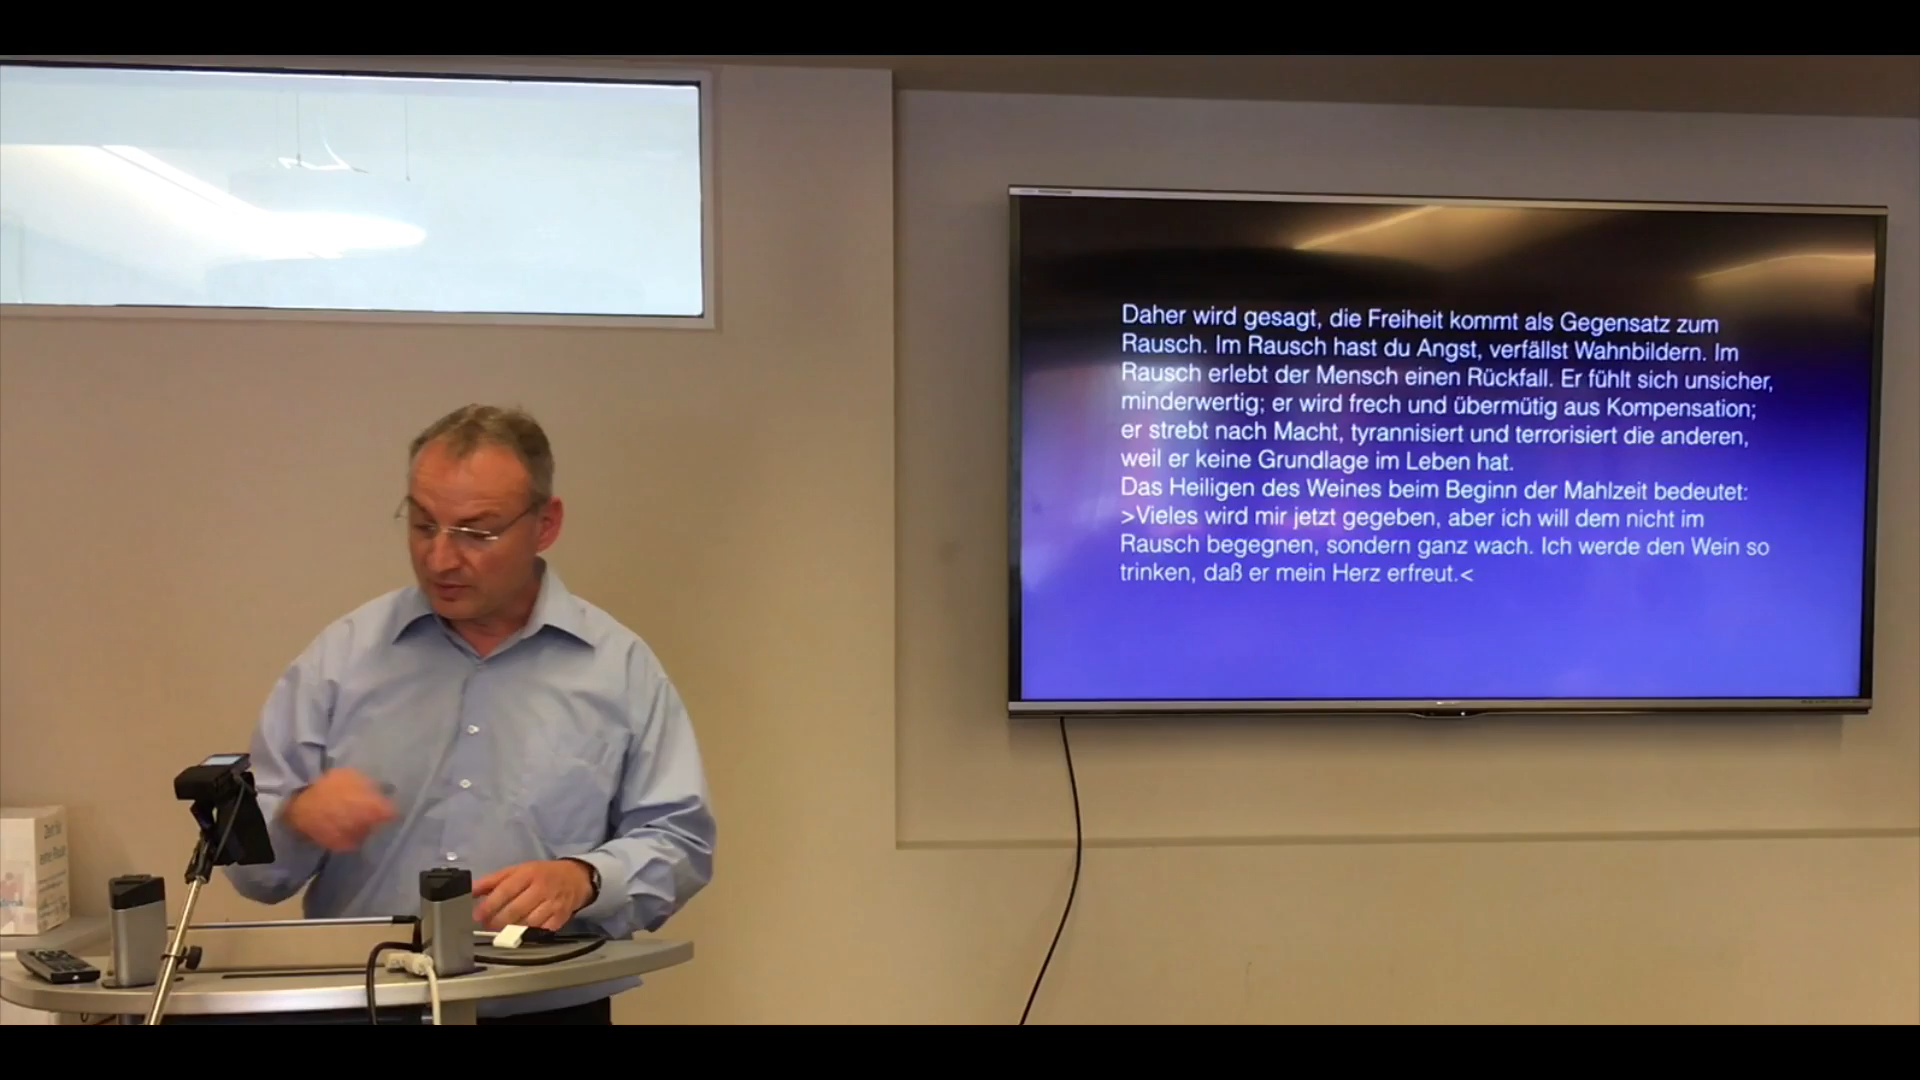 Daher wird gesagt, die Freiheit kommt als Gegensatz zum
Rausch. Im Rausch hast du Angst, verfällst Wahnbildern. Im
Rausch erlebt der Mensch einen Rückfall. Er fühlt sich unsicher,
minderwertig; er wird frech und übermütig aus Kompensation;
er strebt nach Macht, tyrannisiert und terrorisiert die anderen,
weil er keine Grundlage im Leben hat.
Das Heiligen des Weines beim Beginn der Mahlzeit bedeutet:
>Vieles wird mir jetzt gegeben, aber ich will dem nicht im
Rausch begegnen, sondern ganz wach. Ich werde den Wein so
trinken, daß er mein Herz erfreut.<